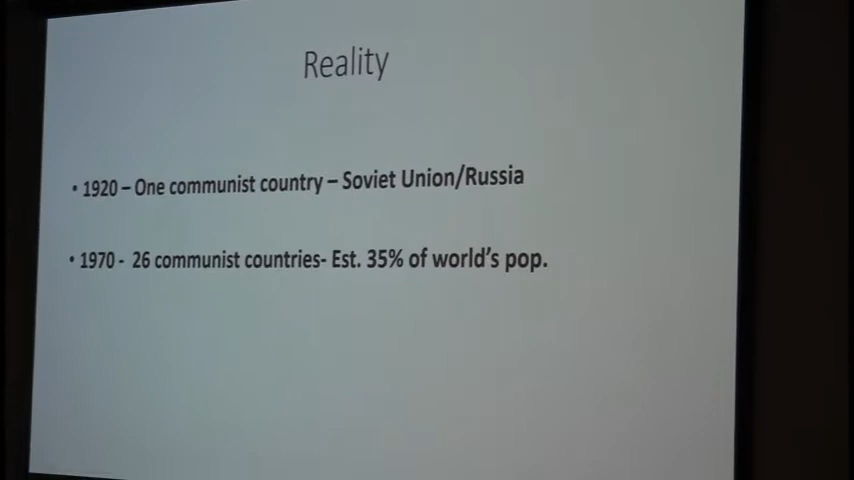 Reality
• 1920 – One communist country – Soviet Union/Russia
• 1970 - 26 communist countries- Est. 35% of world's pop.